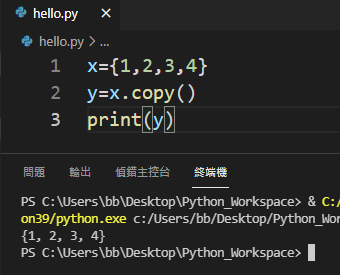 hello.py ×
hello.py > ...
1 x={1,2,3,4}
2 y=x.copy()
3 print(y)
問題 輸出 偵錯主控台 終端機
PS C:\Users\bb\Desktop\Python_Workspace> & C:/
on39/python.exe c:/Users/bb/Desktop/Python_Wor
{1, 2, 3, 4}
PS C:\Users\bb\Desktop\Python_Workspace>